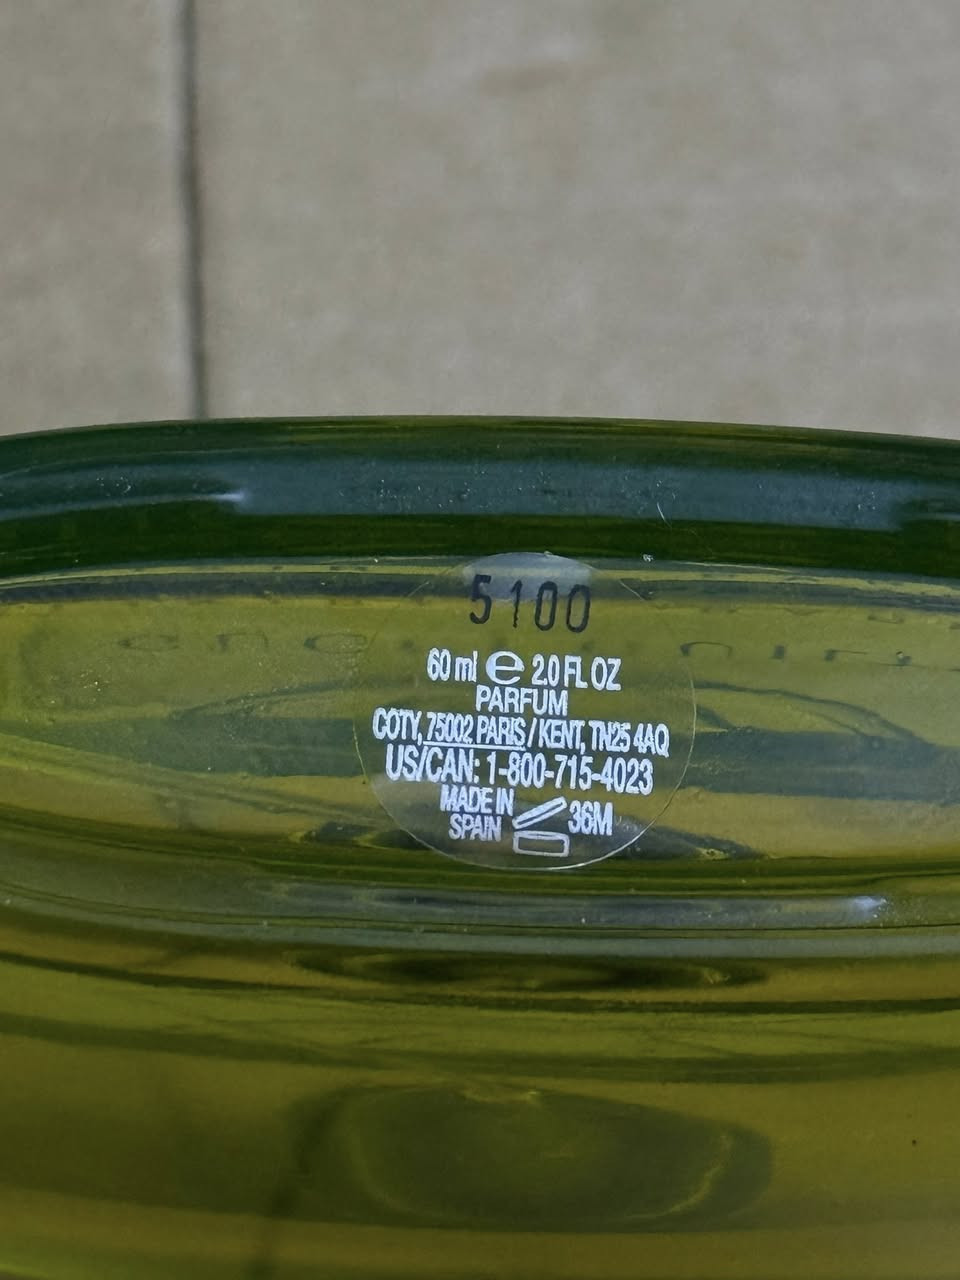 5100
60 ml e 2.0 FL OZ
PARFUM
COTY, 75002 PARIS / KENT, TN25 4AQ
US/CAN: 1-800-715-4023
MADE IN
SPAIN
36M